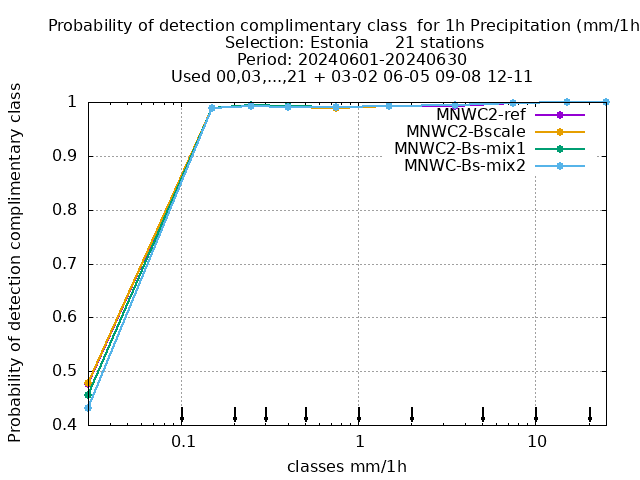 Probability of detection complimentary class  for 1h Precipitation (mm/1h
Selection: Estonia     21 stations
Period: 20240601-20240630
Used 00,03,...,21 + 03-02 06-05 09-08 12-11
Probability of detection complimentary class
1
0.9
0.8
0.7
0.6
0.5
0.4
MNWC2-ref
MNWC2-Bscale
MNWC2-Bs-mix1
MNWC-Bs-mix2
0.1
1
10
classes mm/1h